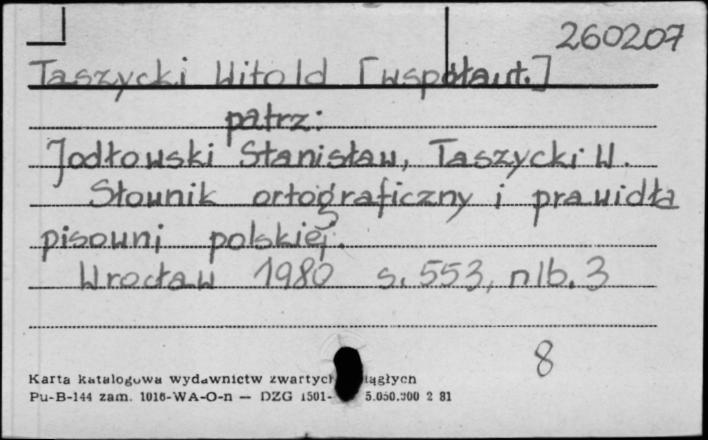 260207
Taszycki Witold [współaut.]
patrz:
Jodłowski Stanisław, Taszycki W.
Słownik ortograficzny i prawidła
pisowni polskiej.
Wrocław 1980 s. 553, nlb. 3
8
Karta katalogowa wydawnictw zwartych ciągłych
Pu-B-144 zam. 1016-WA-O-n — DZG 1501- 5.050.000 2 81